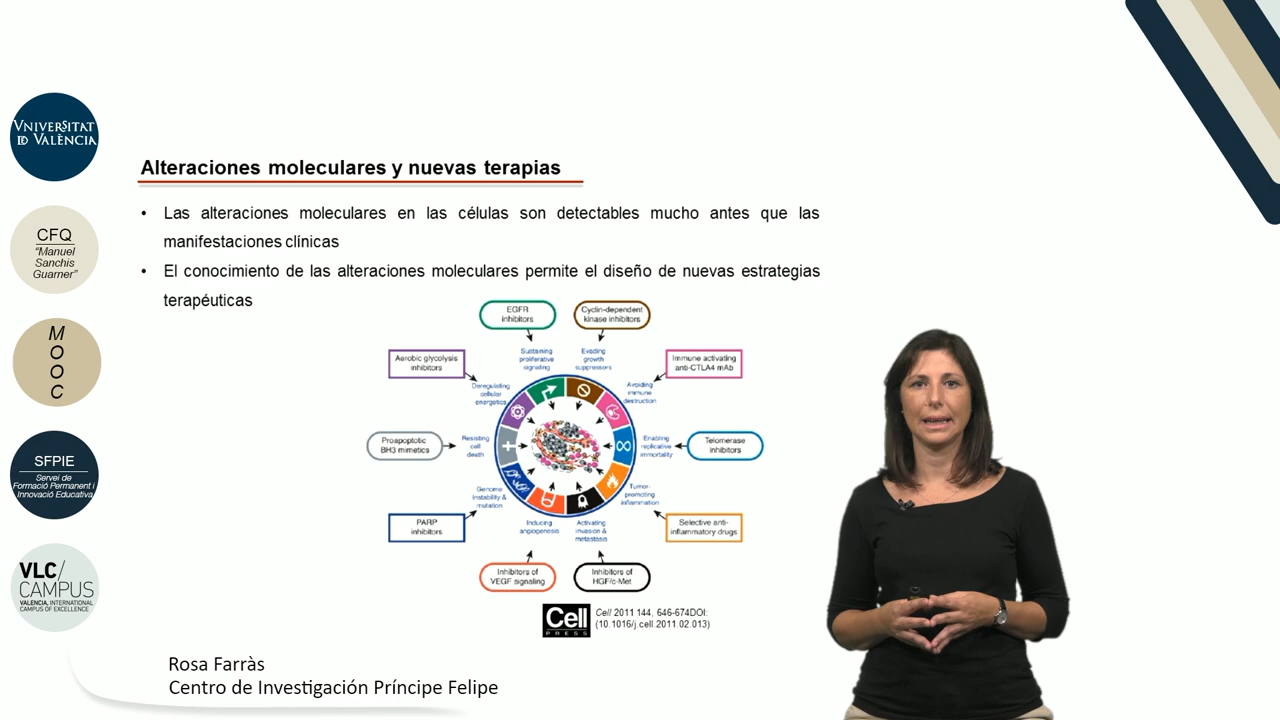 VNIVERSITAT
ID VALÈNCIA
CFQ
“Manuel
Sanchis
Guarner”
M
O
O
C
SFPIE
Servei de
Formació Permanent i
Innovació Educativa
VLC/
CAMPUS
VALENCIA, INTERNATIONAL
CAMPUS OF EXCELLENCE
Alteraciones moleculares y nuevas terapias
• Las alteraciones moleculares en las células son detectables mucho antes que las
manifestaciones clínicas
• El conocimiento de las alteraciones moleculares permite el diseño de nuevas estrategias
terapéuticas
EGFR
inhibitors
Cyclin-dependent
kinase inhibitors
Sustaining
proliferative
signaling
Evading
growth
suppressors
Aerobic glycolysis
inhibitors
Immune activating
anti-CTLA4 mAb
Deregulating
cellular
energetics
Avoiding
immune
destruction
Proapoptotic
BH3 mimetics
Resisting
cell
death
Enabling
replicative
immortality
Telomerase
inhibitors
Genome
instability &
mutation
Tumor-
promoting
inflammation
PARP
inhibitors
Selective anti-
inflammatory drugs
Inducing
angiogenesis
Activating
invasion &
metastasis
Inhibitors of
VEGF signaling
Inhibitors of
HGF/c-Met
Cell
PRESS
Cell 2011 144, 646-674DOI:
(10.1016/j.cell.2011.02.013)
Rosa Farràs
Centro de Investigación Príncipe Felipe